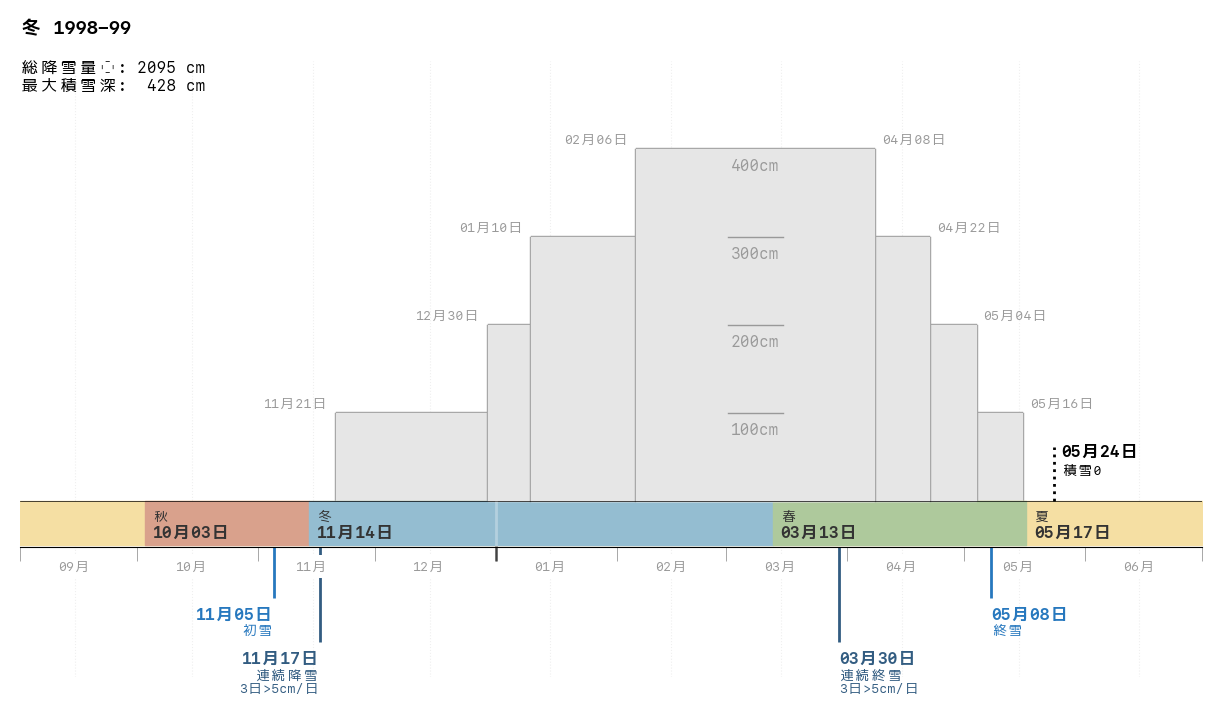 冬 1998–99
総降雪量: 2095 cm
最大積雪深: 428 cm
02月06日
04月08日
400cm
01月10日
04月22日
300cm
12月30日
05月04日
200cm
11月21日
05月16日
100cm
05月24日
積雪0
秋
10月03日
冬
11月14日
春
03月13日
夏
05月17日
09月
10月
11月
12月
01月
02月
03月
04月
05月
06月
11月05日
初雪
05月08日
終雪
11月17日
連続降雪
3日>5cm/日
03月30日
連続終雪
3日>5cm/日